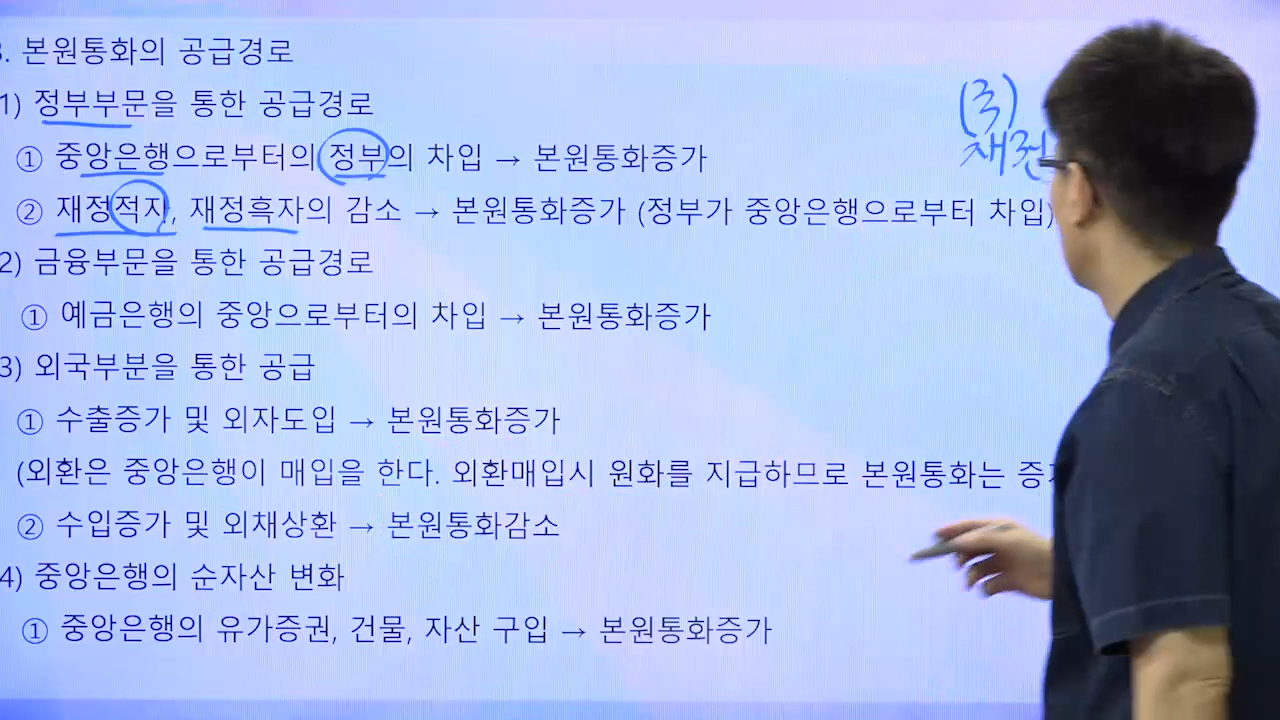 . 본원통화의 공급경로
1) 정부부문을 통한 공급경로
① 중앙은행으로부터의 정부의 차입 → 본원통화증가
② 재정적자, 재정흑자의 감소 → 본원통화증가 (정부가 중앙은행으로부터 차입)
2) 금융부문을 통한 공급경로
① 예금은행의 중앙으로부터의 차입 → 본원통화증가
3) 외국부분을 통한 공급
① 수출증가 및 외자도입 → 본원통화증가
(외환은 중앙은행이 매입을 한다. 외환매입시 원화를 지급하므로 본원통화는
② 수입증가 및 외채상환 → 본원통화감소
4) 중앙은행의 순자산 변화
① 중앙은행의 유가증권, 건물, 자산 구입 → 본원통화증가